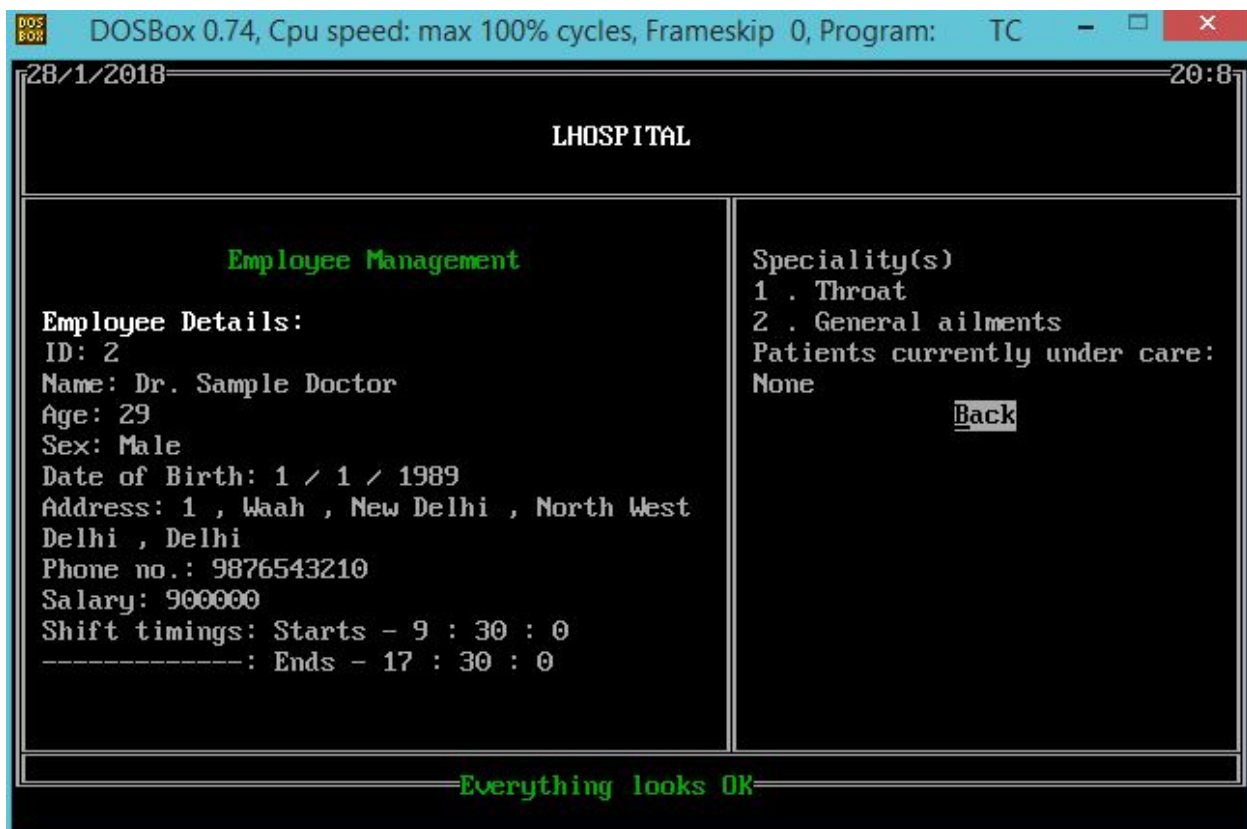 DOS
BOX
DOSBox 0.74, Cpu speed: max 100% cycles, Frameskip 0, Program: TC
28/1/2018 20:8
LHOSPITAL
Employee Management
Employee Details:
ID: 2
Name: Dr. Sample Doctor
Age: 29
Sex: Male
Date of Birth: 1 / 1 / 1989
Address: 1 , Waah , New Delhi , North West
Delhi , Delhi
Phone no.: 9876543210
Salary: 900000
Shift timings: Starts - 9 : 30 : 0
-------------: Ends - 17 : 30 : 0
Speciality(s)
1 . Throat
2 . General ailments
Patients currently under care:
None
Back
Everything looks OK